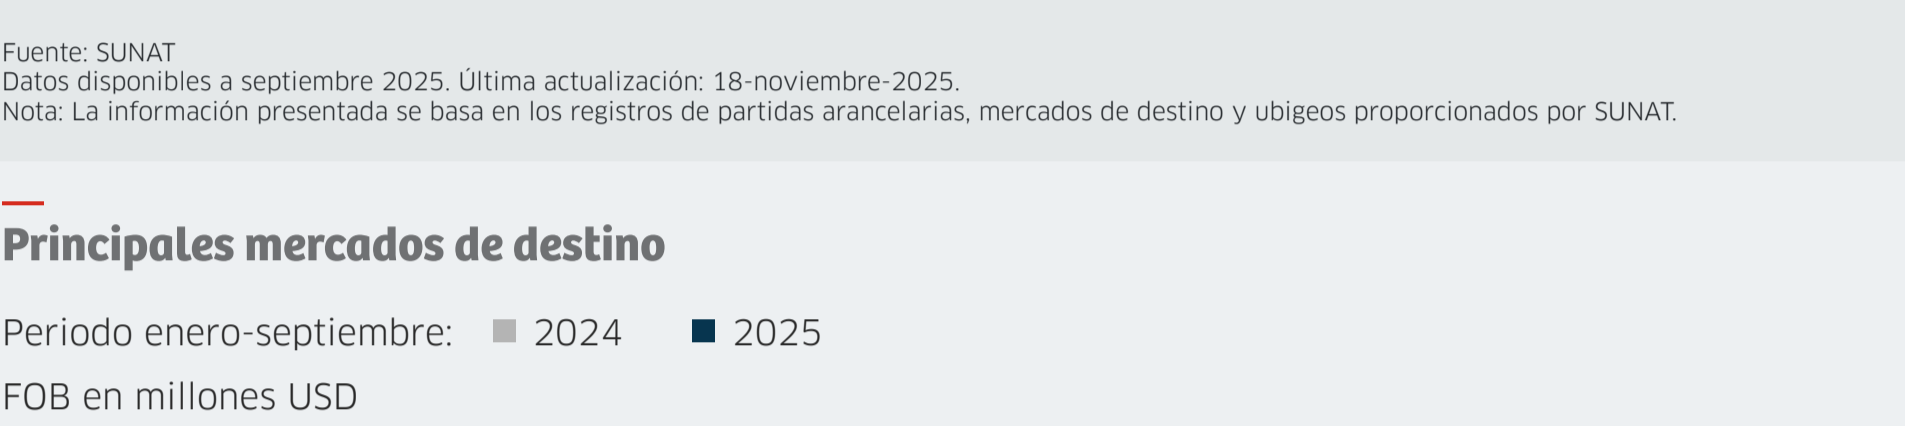 Fuente: SUNAT
Datos disponibles a septiembre 2025. Última actualización: 18-noviembre-2025.
Nota: La información presentada se basa en los registros de partidas arancelarias, mercados de destino y ubigeos proporcionados por SUNAT.
Principales mercados de destino
Periodo enero-septiembre: 2024 2025
FOB en millones USD